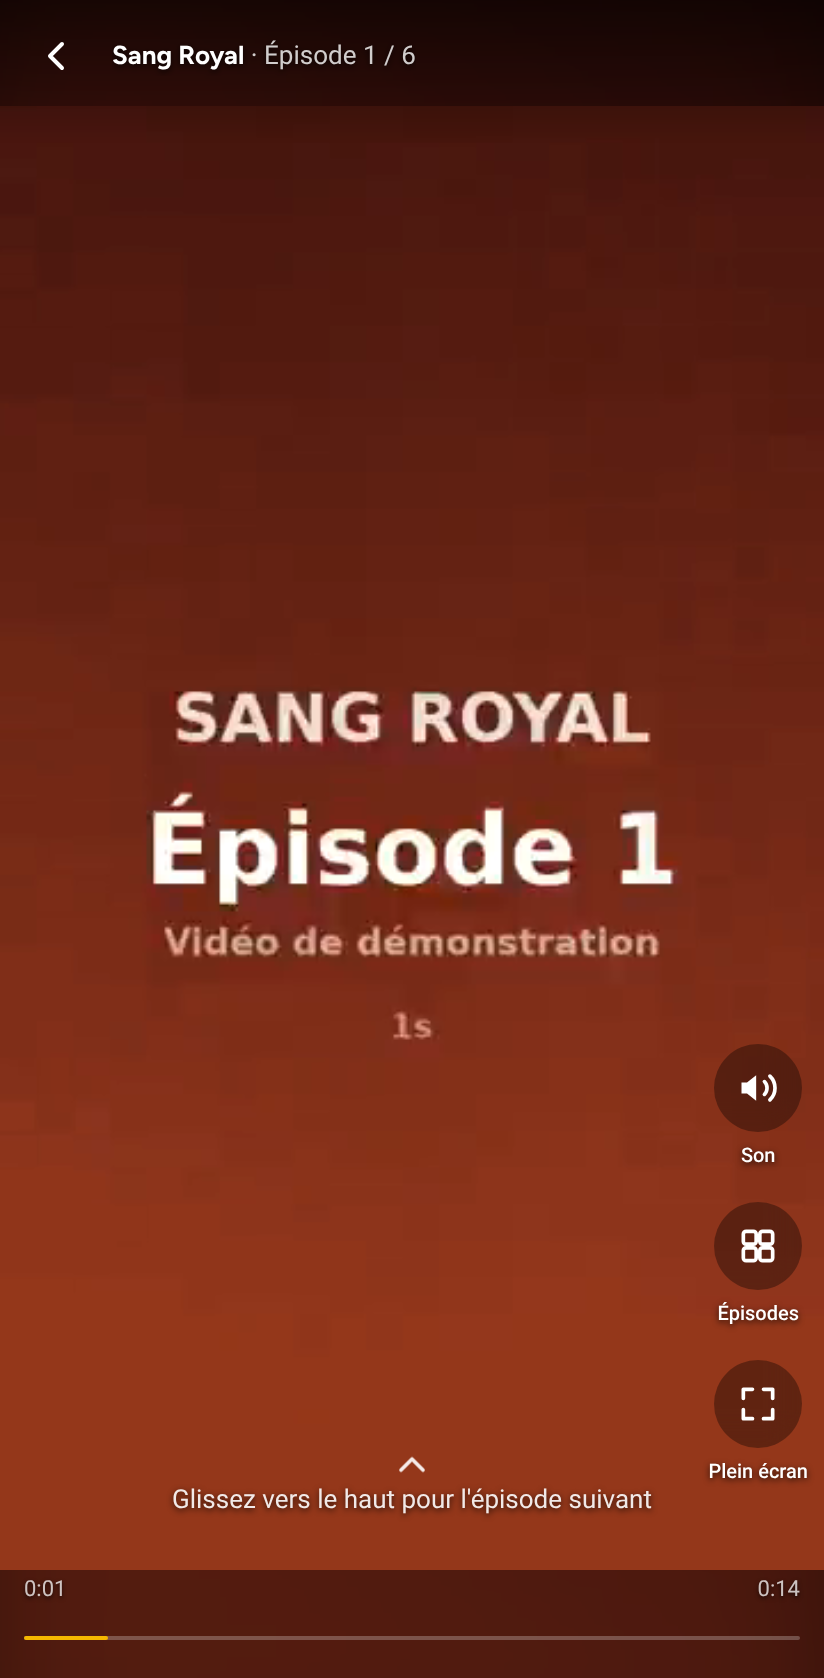 Sang Royal · Épisode 1 / 6
SANG ROYAL
Épisode 1
Vidéo de démonstration
1s
Son
Épisodes
Plein écran
Glissez vers le haut pour l'épisode suivant
0:01
0:14